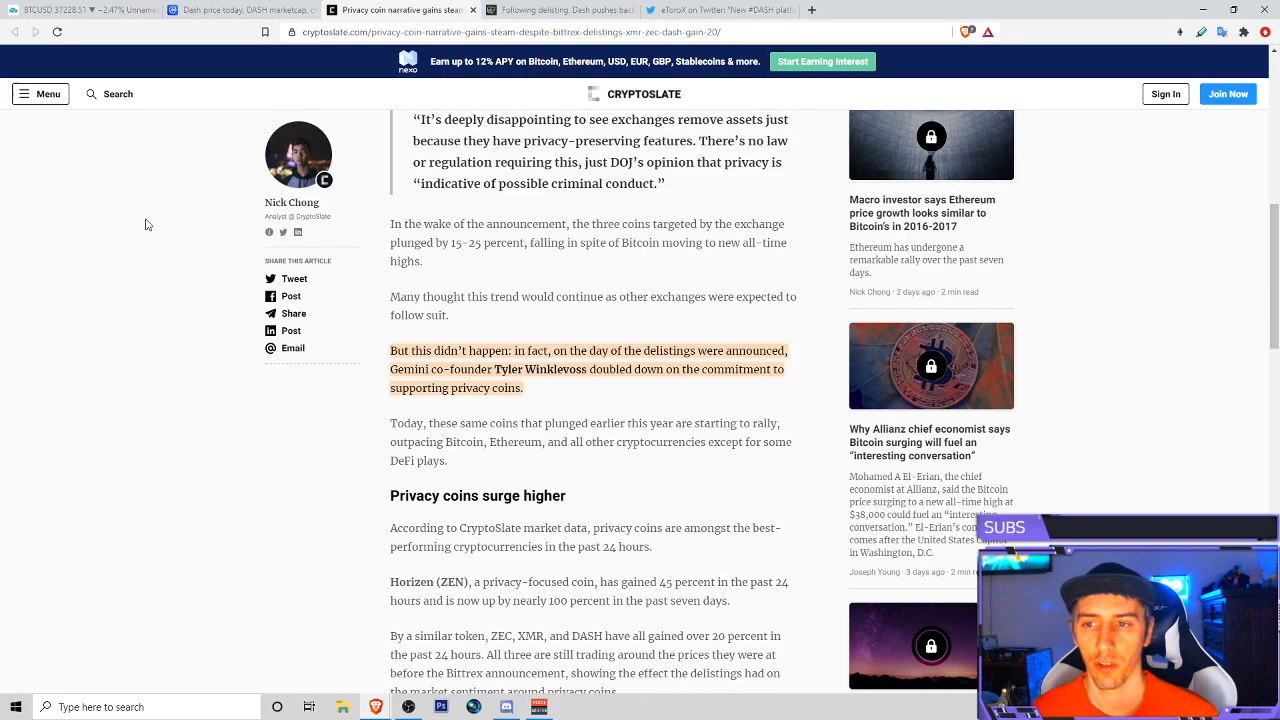 BTCUSD 37228.51 ▼ −2.47% Unnam
Dash price today, DASH marketcap, c
Privacy coin narrative gains steam
Following delisting, Dash pushes back
eToroX on Twitter: "New #DASH platf
cryptoslate.com/privacy-coin-narrative-gains-steam-despite-bittrex-delistings-xmr-zec-dash-gain-20/
nexo
Earn up to 12% APY on Bitcoin, Ethereum, USD, EUR, GBP, Stablecoins & more.
Start Earning Interest
Menu
Search
CRYPTOSLATE
Sign In
Join Now
Nick Chong
Analyst @ CryptoSlate
SHARE THIS ARTICLE
Tweet
Post
Share
Post
Email
“It’s deeply disappointing to see exchanges remove assets just
because they have privacy-preserving features. There’s no law
or regulation requiring this, just DOJ’s opinion that privacy is
“indicative of possible criminal conduct.”
In the wake of the announcement, the three coins targeted by the exchange
plunged by 15-25 percent, falling in spite of Bitcoin moving to new all-time
highs.
Many thought this trend would continue as other exchanges were expected to
follow suit.
But this didn’t happen: in fact, on the day of the delistings were announced,
Gemini co-founder Tyler Winklevoss doubled down on the commitment to
supporting privacy coins.
Today, these same coins that plunged earlier this year are starting to rally,
outpacing Bitcoin, Ethereum, and all other cryptocurrencies except for some
DeFi plays.
Privacy coins surge higher
According to CryptoSlate market data, privacy coins are amongst the best-
performing cryptocurrencies in the past 24 hours.
Horizen (ZEN), a privacy-focused coin, has gained 45 percent in the past 24
hours and is now up by nearly 100 percent in the past seven days.
By a similar token, ZEC, XMR, and DASH have all gained over 20 percent in
the past 24 hours. All three are still trading around the prices they were at
before the Bittrex announcement, showing the effect the delistings had on
the market sentiment around privacy coins.
Macro investor says Ethereum
price growth looks similar to
Bitcoin’s in 2016-2017
Ethereum has undergone a
remarkable rally over the past seven
days.
Nick Chong · 2 days ago · 2 min read
Why Allianz chief economist says
Bitcoin surging will fuel an
“interesting conversation”
Mohamed A El-Erian, the chief
economist at Allianz, said the Bitcoin
price surging to a new all-time high at
$38,000 could fuel an “interesting
conversation.” El-Erian’s com
comes after the United States Capitol
in Washington, D.C.
Joseph Young · 3 days ago · 2 min re
SUBS
Type here to search